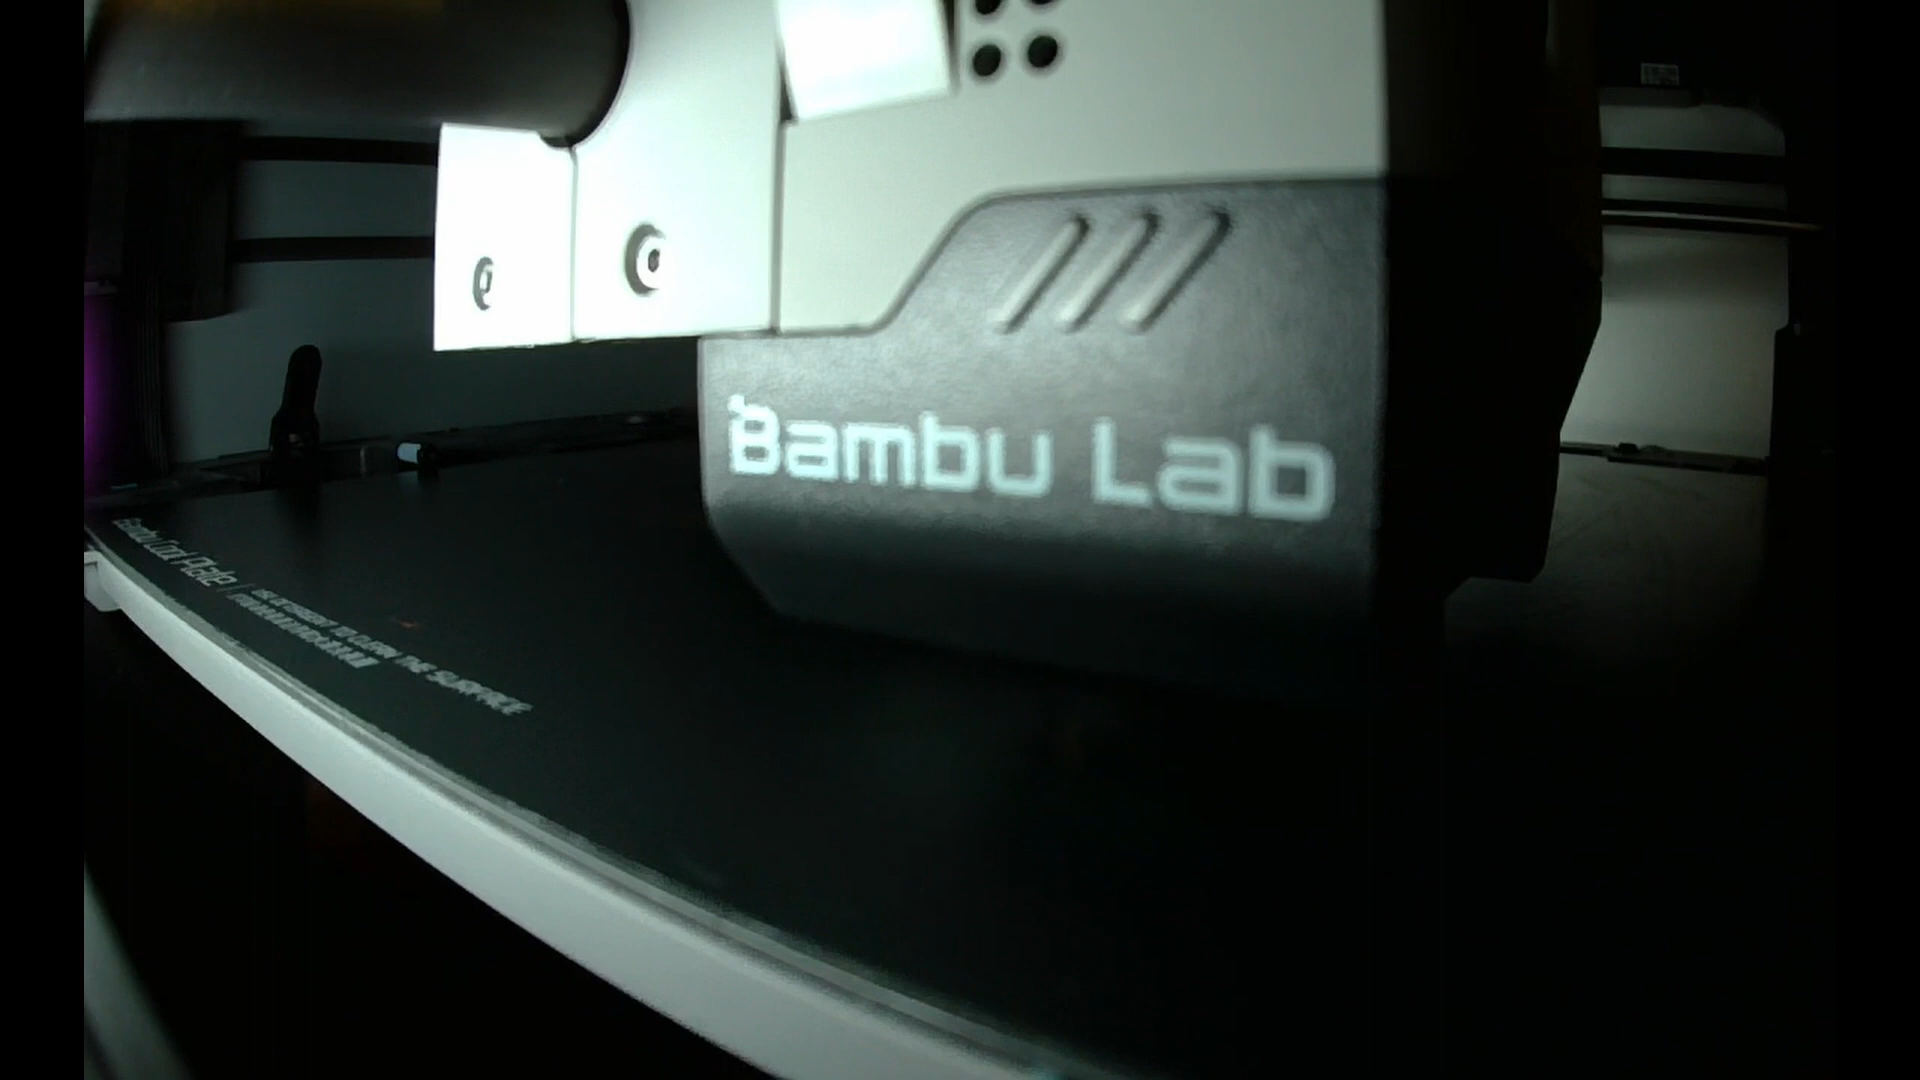 Bambu Lab
Bambu Cool Plate
USE DETERGENT TO CLEAN THE SURFACE